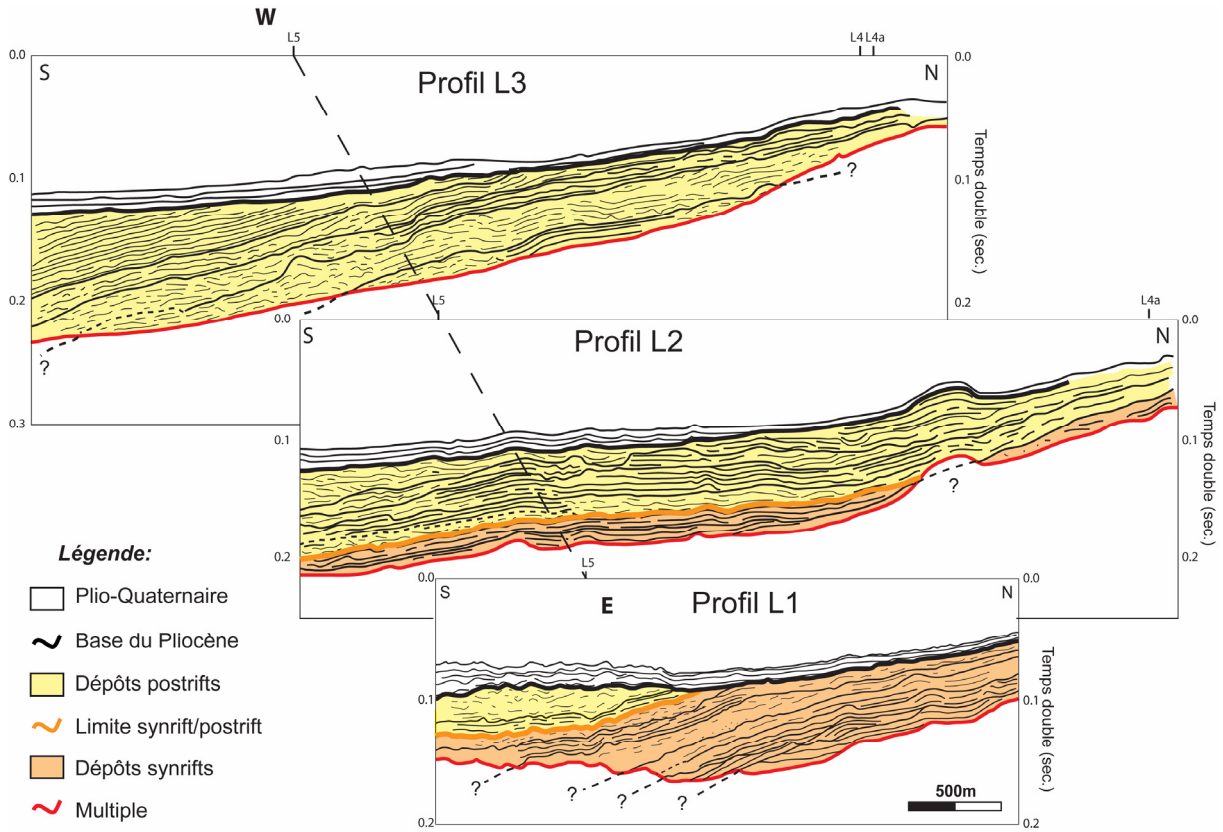 W
L5
L4 L4a
0.0
0.0
S
Profil L3
N
0.1
0.1
?
Temps double (sec.)
0.2
0.2
?
0.3
L5
L4a
0.0
0.0
S
Profil L2
N
0.1
0.1
?
Temps double (sec.)
0.2
0.2
L5
0.0
0.0
S
E
Profil L1
N
0.1
0.1
Temps double (sec.)
?
?
?
?
500m
0.2
0.2
Légende:
Plio-Quaternaire
Base du Pliocène
Dépôts postrifts
Limite synrift/postrift
Dépôts synrifts
Multiple